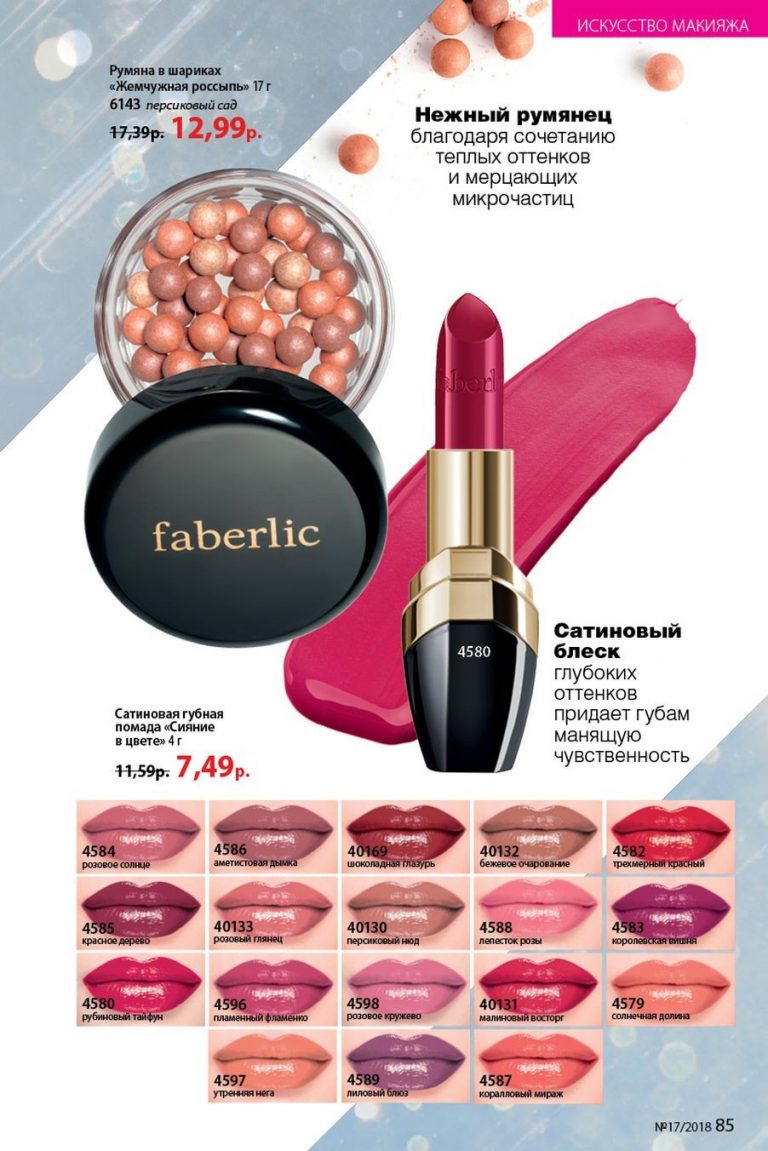 ИСКУССТВО МАКИЯЖА
Румяна в шариках
«Жемчужная россыпь» 17 г
6143 персиковый сад
17,39р. 12,99р.
Нежный румянец
благодаря сочетанию
теплых оттенков
и мерцающих
микрочастиц
faberlic
faberli
4580
Сатиновый
блеск
глубоких
оттенков
придает губам
манящую
чувственность
Сатиновая губная
помада «Сияние
в цвете» 4 г
11,59р. 7,49р.
4584
розовое солнце
4586
аметистовая дымка
40169
шоколадная глазурь
40132
бежевое очарование
4582
трехмерный красный
4585
красное дерево
40133
розовый глянец
40130
персиковый нюд
4588
лепесток розы
4583
королевская вишня
4580
рубиновый тайфун
4596
пламенный фламенко
4598
розовое кружево
40131
малиновый восторг
4579
солнечная долина
4597
утренняя нега
4589
лиловый блюз
4587
коралловый мираж
№17/2018 85